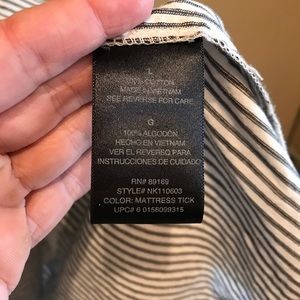 L
100% COTTON
MADE IN VIETNAM
SEE REVERSE FOR CARE
G
100% ALGODÓN
HECHO EN VIETNAM
VER EL REVERSO PARA
INSTRUCCIONES DE CUIDADO
RN# 89169
STYLE# NK110603
COLOR: MATTRESS TICK
UPC# 6 0158099315